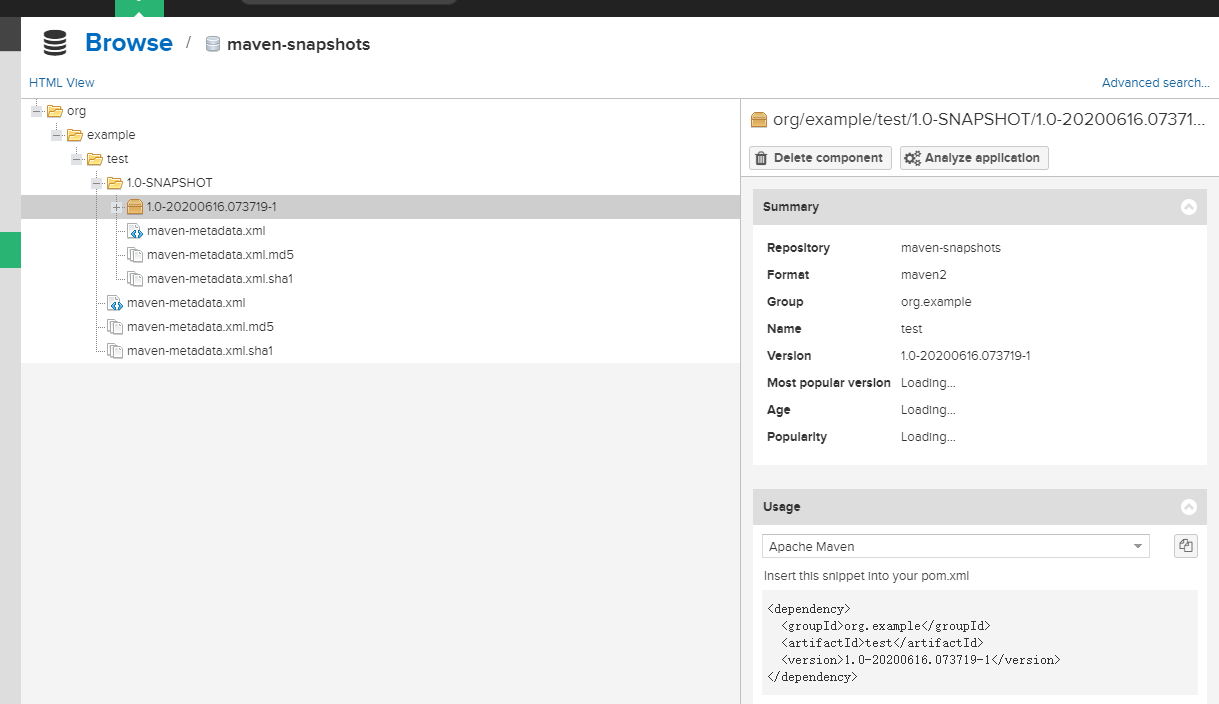 Browse / maven-snapshots
HTML View
Advanced search...
org
example
test
1.0-SNAPSHOT
1.0-20200616.073719-1
maven-metadata.xml
maven-metadata.xml.md5
maven-metadata.xml.sha1
maven-metadata.xml
maven-metadata.xml.md5
maven-metadata.xml.sha1
org/example/test/1.0-SNAPSHOT/1.0-20200616.07371...
Delete component
Analyze application
Summary
Repository maven-snapshots
Format maven2
Group org.example
Name test
Version 1.0-20200616.073719-1
Most popular version Loading...
Age Loading...
Popularity Loading...
Usage
Apache Maven
Insert this snippet into your pom.xml
<dependency>
  <groupId>org.example</groupId>
  <artifactId>test</artifactId>
  <version>1.0-20200616.073719-1</version>
</dependency>